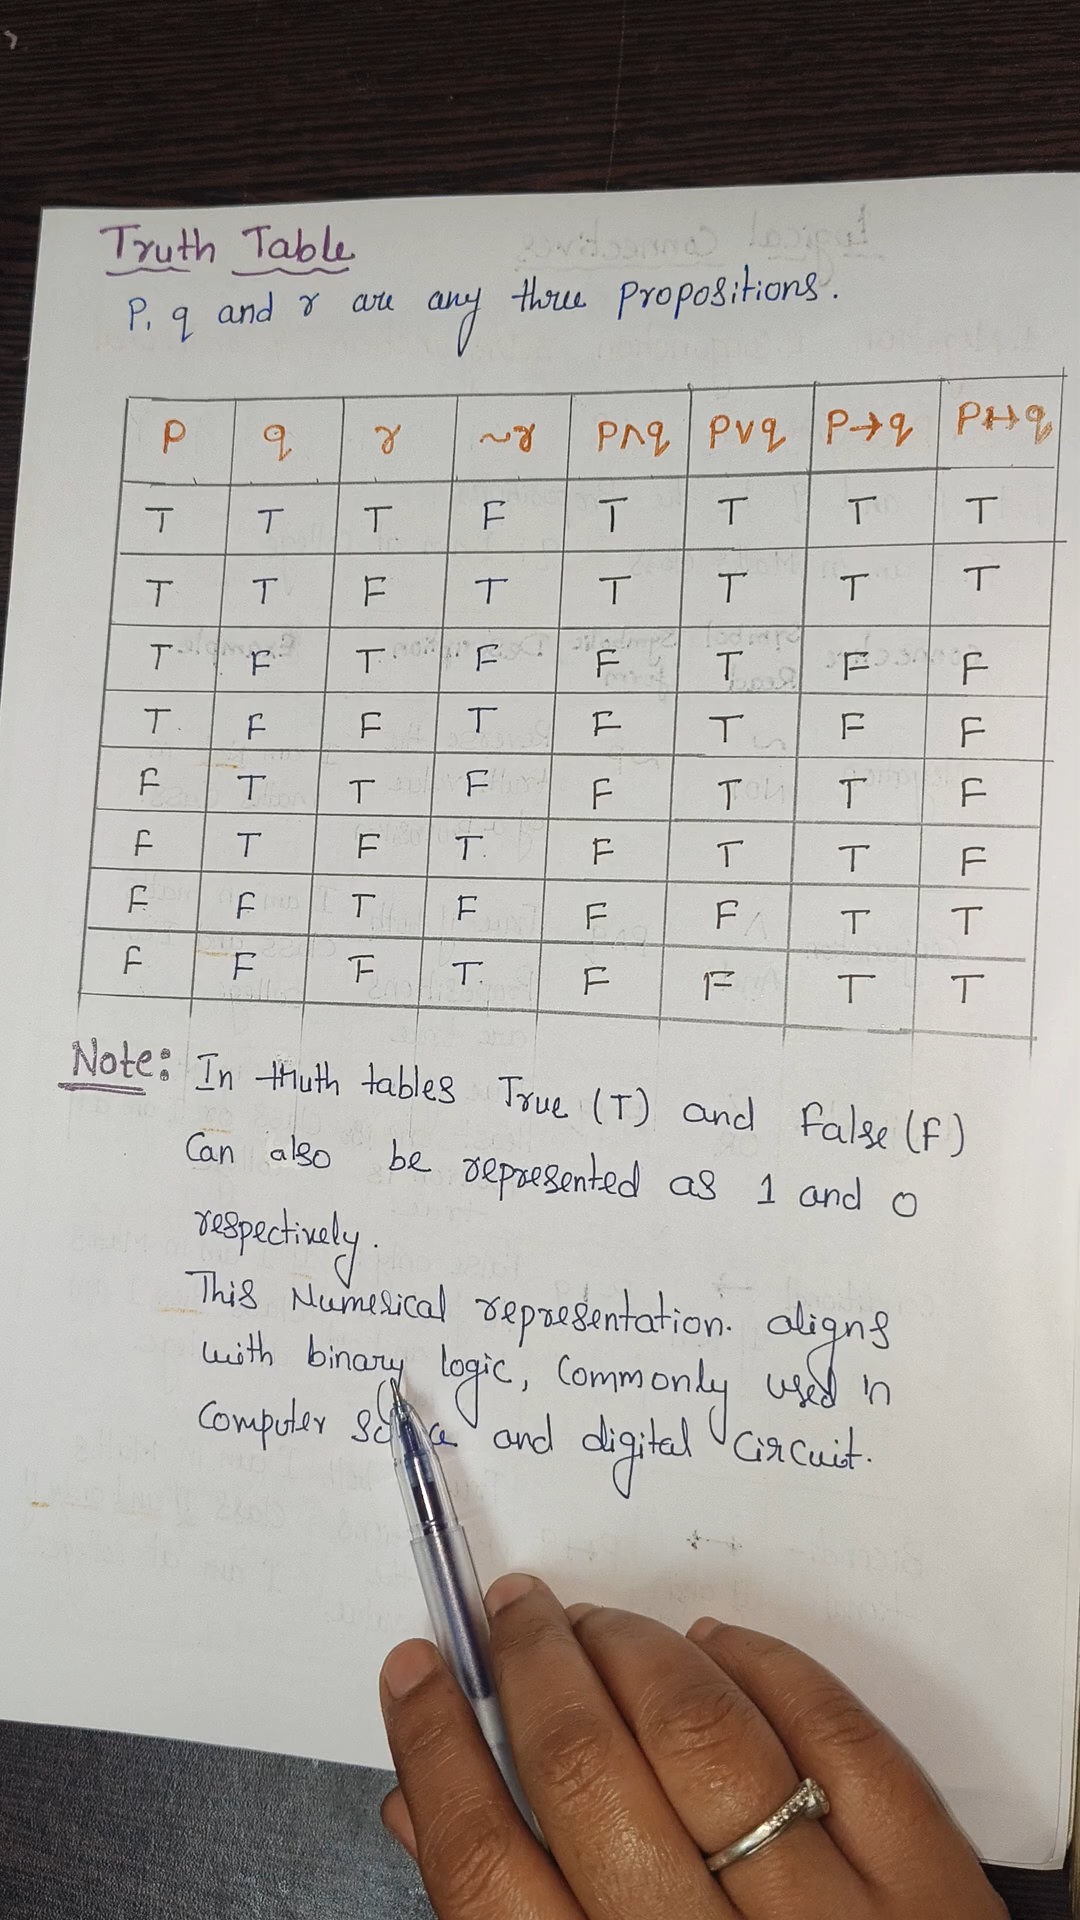 Truth Table
P, q and r are any three propositions.
P q r ~r P∧q P∨q P→q P↔q
T T T F T T T T
T T F T T T T T
T F T F F T F F
T F F T F T F F
F T T F F T T F
F T F T F T T F
F F T F F F T T
F F F T F F T T
Note: In truth tables True (T) and False (F)
Can also be represented as 1 and 0
respectively.
This Numerical representation. aligns
with binary logic, Commonly used in
Computer and digital Circuit.